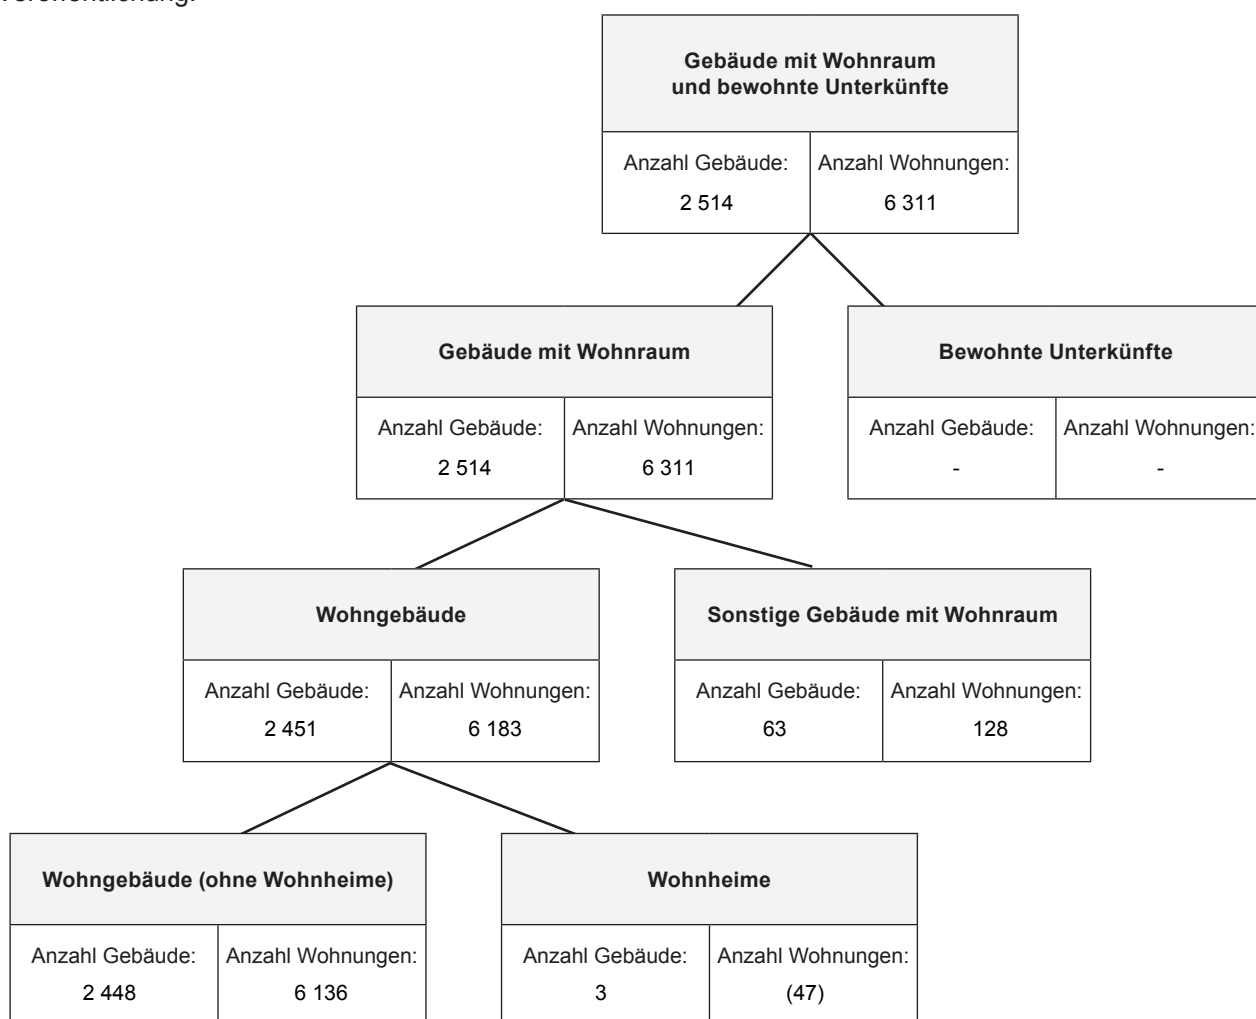 Veröffentlichung.
Gebäude mit Wohnraum
und bewohnte Unterkünfte
Anzahl Gebäude: Anzahl Wohnungen:
2 514 6 311
Gebäude mit Wohnraum Bewohnte Unterkünfte
Anzahl Gebäude: Anzahl Wohnungen: Anzahl Gebäude: Anzahl Wohnungen:
2 514 6 311 - -
Wohngebäude Sonstige Gebäude mit Wohnraum
Anzahl Gebäude: Anzahl Wohnungen: Anzahl Gebäude: Anzahl Wohnungen:
2 451 6 183 63 128
Wohngebäude (ohne Wohnheime) Wohnheime
Anzahl Gebäude: Anzahl Wohnungen: Anzahl Gebäude: Anzahl Wohnungen:
2 448 6 136 3 (47)